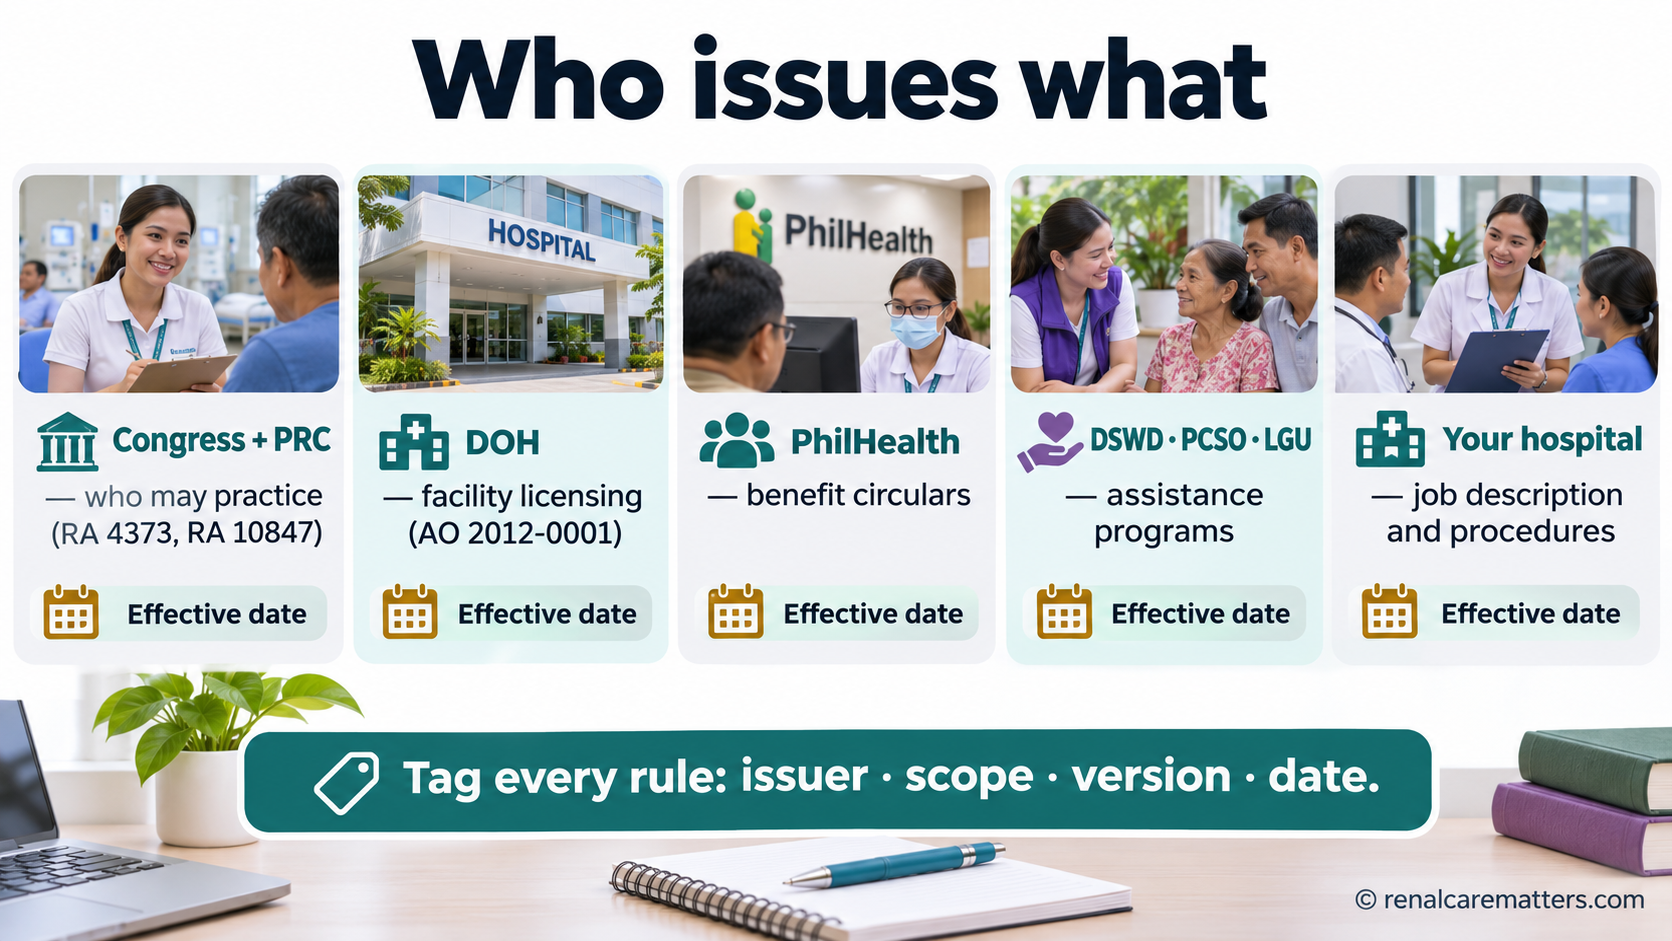 Who issues what
HOSPITAL
PhilHealth
Congress + PRC
— who may practice
(RA 4373, RA 10847)
Effective date
DOH
— facility licensing
(AO 2012-0001)
Effective date
PhilHealth
— benefit circulars
Effective date
DSWD · PCSO · LGU
— assistance
programs
Effective date
Your hospital
— job description
and procedures
Effective date
Tag every rule: issuer · scope · version · date.
© renalcarematters.com